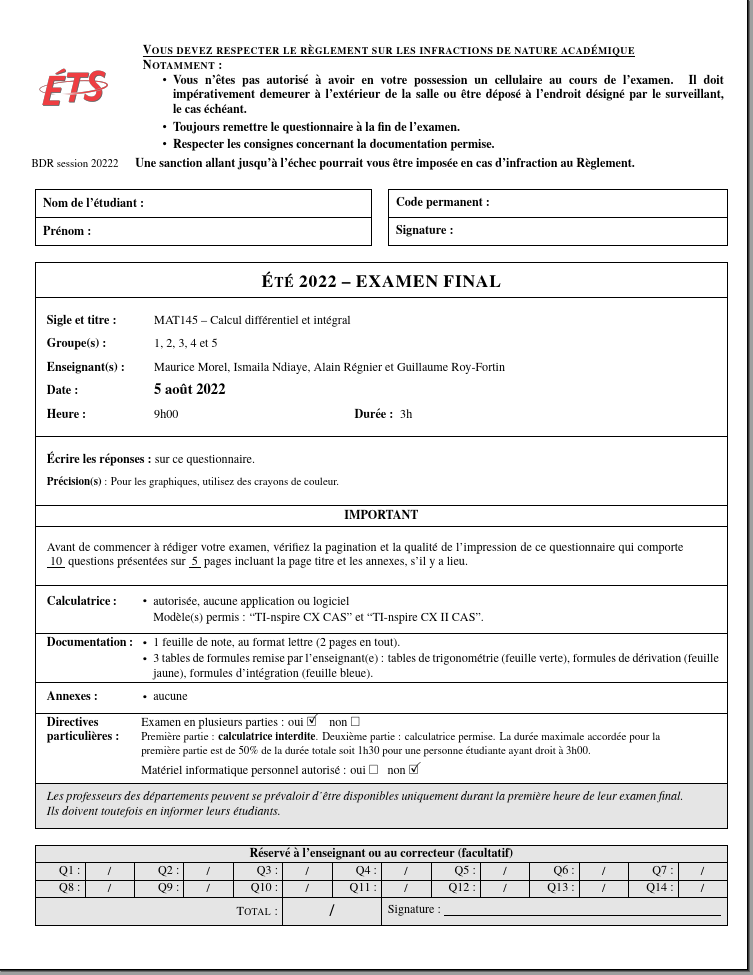 VOUS DEVEZ RESPECTER LE RÈGLEMENT SUR LES INFRACTIONS DE NATURE ACADÉMIQUE
NOTAMMENT :
• Vous n'êtes pas autorisé à avoir en votre possession un cellulaire au cours de l'examen. Il doit
impérativement demeurer à l'extérieur de la salle ou être déposé à l'endroit désigné par le surveillant,
le cas échéant.
• Toujours remettre le questionnaire à la fin de l'examen.
• Respecter les consignes concernant la documentation permise.
ÉTS
BDR session 20222 Une sanction allant jusqu'à l'échec pourrait vous être imposée en cas d'infraction au Règlement.
Nom de l'étudiant :
Prénom :
Code permanent :
Signature :
ÉTÉ 2022 – EXAMEN FINAL
Sigle et titre : MAT145 – Calcul différentiel et intégral
Groupe(s) : 1, 2, 3, 4 et 5
Enseignant(s) : Maurice Morel, Ismaila Ndiaye, Alain Régnier et Guillaume Roy-Fortin
Date : 5 août 2022
Heure : 9h00 Durée : 3h
Écrire les réponses : sur ce questionnaire.
Précision(s) : Pour les graphiques, utilisez des crayons de couleur.
IMPORTANT
Avant de commencer à rédiger votre examen, vérifiez la pagination et la qualité de l'impression de ce questionnaire qui comporte
10 questions présentées sur 5 pages incluant la page titre et les annexes, s'il y a lieu.
Calculatrice : • autorisée, aucune application ou logiciel
Modèle(s) permis : “TI-nspire CX CAS” et “TI-nspire CX II CAS”.
Documentation : • 1 feuille de note, au format lettre (2 pages en tout).
• 3 tables de formules remise par l'enseignant(e) : tables de trigonométrie (feuille verte), formules de dérivation (feuille
jaune), formules d'intégration (feuille bleue).
Annexes : • aucune
Directives particulières : Examen en plusieurs parties : oui ☑ non ☐
Première partie : calculatrice interdite. Deuxième partie : calculatrice permise. La durée maximale accordée pour la
première partie est de 50% de la durée totale soit 1h30 pour une personne étudiante ayant droit à 3h00.
Matériel informatique personnel autorisé : oui ☐ non ☑
Les professeurs des départements peuvent se prévaloir d'être disponibles uniquement durant la première heure de leur examen final.
Ils doivent toutefois en informer leurs étudiants.
Réservé à l'enseignant ou au correcteur (facultatif)
Q1 : / Q2 : / Q3 : / Q4 : / Q5 : / Q6 : / Q7 : /
Q8 : / Q9 : / Q10 : / Q11 : / Q12 : / Q13 : / Q14 : /
TOTAL : / Signature :